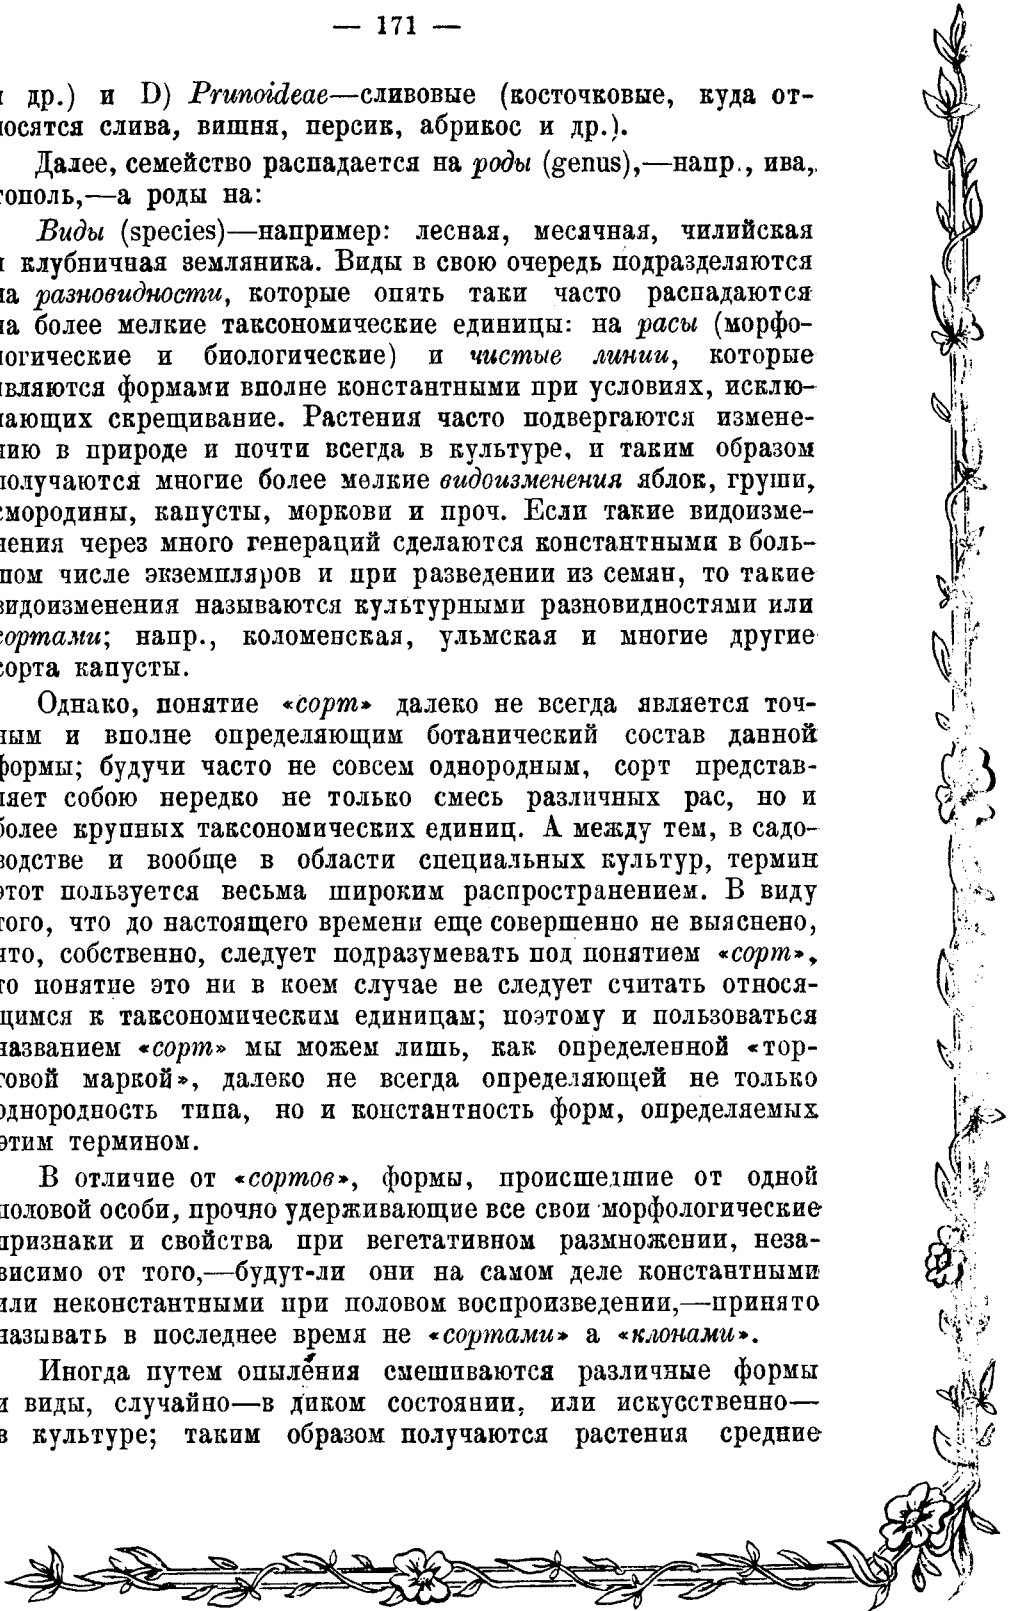 — 171 —
др.) и D) Prunoideae—сливовые (косточковые, куда от-
носятся слива, вишня, персик, абрикос и др.).
Далее, семейство распадается на роды (genus),—напр., ива,
тополь,—а роды на:
Виды (species)—например: лесная, месячная, чилийская
клубничная земляника. Виды в свою очередь подразделяются
на разновидности, которые опять таки часто распадаются
на более мелкие таксономические единицы: на расы (морфо-
логические и биологические) и чистые линии, которые
являются формами вполне константными при условиях, исклю-
чающих скрещивание. Растения часто подвергаются измене-
нию в природе и почти всегда в культуре, и таким образом
получаются многие более мелкие видоизменения яблок, груши,
смородины, капусты, моркови и проч. Если такие видоизме-
нения через много генераций сделаются константными в боль-
шом числе экземпляров и при разведении из семян, то такие
видоизменения называются культурными разновидностями или
сортами; напр., коломенская, ульмская и многие другие
сорта капусты.
Однако, понятие «сорт» далеко не всегда является точ-
ным и вполне определяющим ботанический состав данной
формы; будучи часто не совсем однородным, сорт представ-
ляет собою нередко не только смесь различных рас, но и
более крупных таксономических единиц. А между тем, в садо-
водстве и вообще в области специальных культур, термин
этот пользуется весьма широким распространением. В виду
того, что до настоящего времени еще совершенно не выяснено,
что, собственно, следует подразумевать под понятием «сорт»,
то понятие это ни в коем случае не следует считать относя-
щимся к таксономическим единицам; поэтому и пользоваться
названием «сорт» мы можем лишь, как определенной «тор-
говой маркой», далеко не всегда определяющей не только
однородность типа, но и константность форм, определяемых
этим термином.
В отличие от «сортов», формы, происшедшие от одной
половой особи, прочно удерживающие все свои морфологические
признаки и свойства при вегетативном размножении, неза-
висимо от того,—будут-ли они на самом деле константными
или неконстантными при половом воспроизведении,—принято
называть в последнее время не «сортами» а «клонами».
Иногда путем опыления смешиваются различные формы
и виды, случайно—в диком состоянии, или искусственно—
в культуре; таким образом получаются растения средние